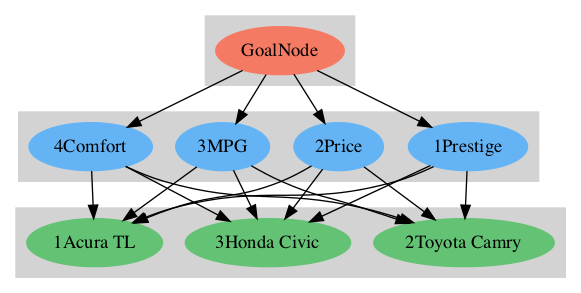 GoalNode
4Comfort 3MPG 2Price 1Prestige
1Acura TL 3Honda Civic 2Toyota Camry